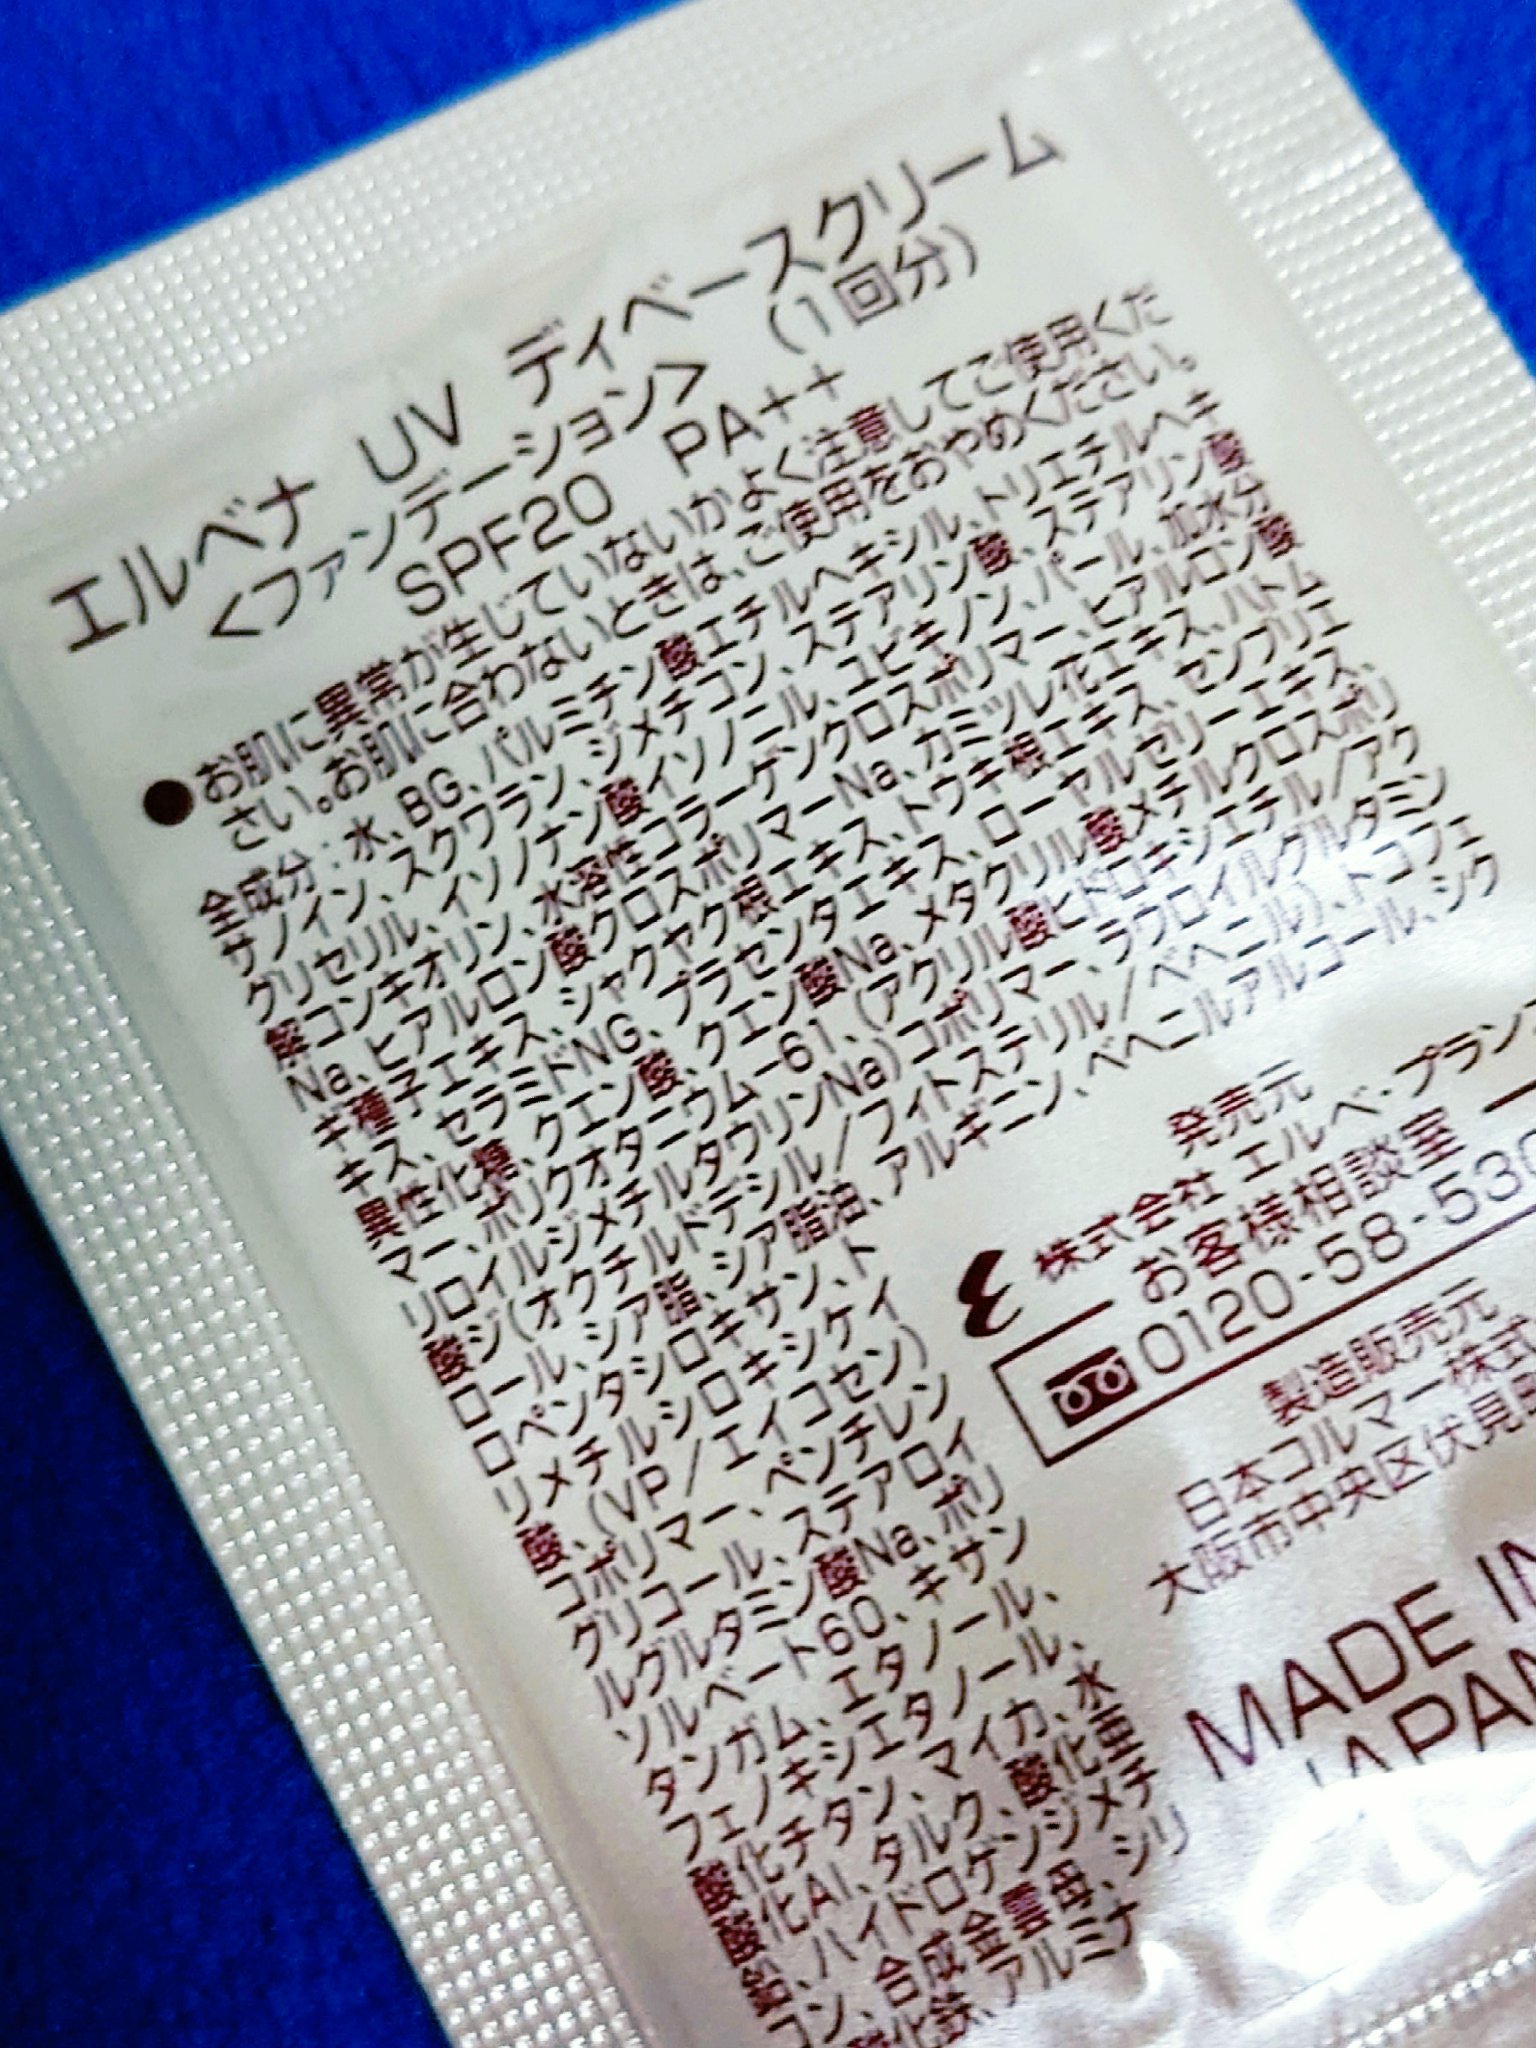 エルベナ UV ディベースクリーム
<ファンデーション> (1回分)
SPF20 PA++
●お肌に異常が生じていないかよく注意してご使用くだ
さい。お肌に合わないときは、ご使用をおやめください。
全成分:水、BG、パルミチン酸エチルヘキシル、トリエチルヘキ
サノイン、スクワラン、ジメチコン、ステアリン酸、ステアリン酸
グリセリル、イソノナン酸イソノニル、ユビキノン、パール、加水分
解コンキオリン、水溶性コラーゲンクロスポリマー、ヒアルロン酸
Na、ヒアルロン酸クロスポリマーNa、カミツレ花エキス、ハトム
ギ種子エキス、シャクヤク根エキス、トウキ根エキス、センブリエ
キス、セラミドNG、プラセンタエキス、ローヤルゼリーエキス、
異性化糖、クエン酸、クエン酸Na、メタクリル酸メチルクロスポリ
マー、ポリクオタニウム-61、(アクリル酸ヒドロキシエチル/アク
リロイルジメチルタウリンNa)コポリマー、ラウロイルグルタミン
酸ジ(オクチルドデシル/フィトステリル/ベヘニル)、トコフェ
ロール、シア脂、シア脂油、アルギニン、ベヘニルアルコール、シク
ロペンタシロキサン、ト
リメチルシロキシケイ
酸、(VP/エイコセン)
コポリマー、ペンチレン
グリコール、ステアロイ
ルグルタミン酸Na、ポリ
ソルベート60、キサン
タンガム、エタノール、
フェノキシエタノール、
酸化チタン、マイカ、水
酸化Al、タルク、酸化亜
鉛、ハイドロゲンジメチ
コン、合成金雲母、シリ
酸化鉄、アルミナ
発売元
株式会社 エルベ・プラン
お客様相談室
0120-58-530
製造販売元
日本コルマー株式
大阪市中央区伏見
MADE IN
JAPAN